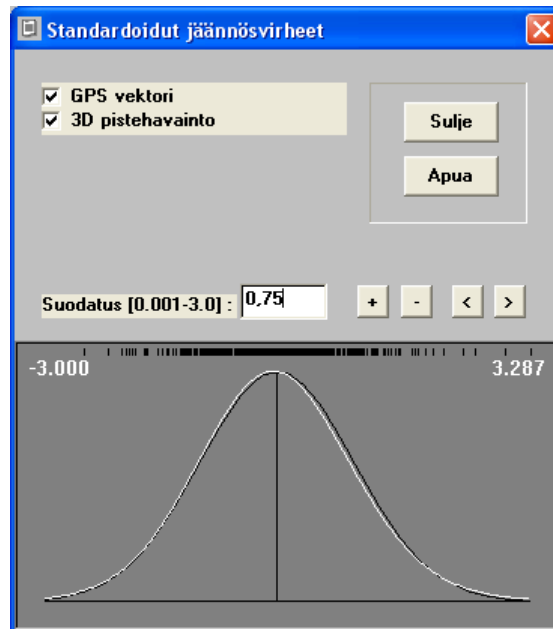 Standardoidut jäännösvirheet
GPS vektori
3D pistehavainto
Sulje
Apua
Suodatus [0.001-3.0] : 0,75 + - < >
-3.000 3.287